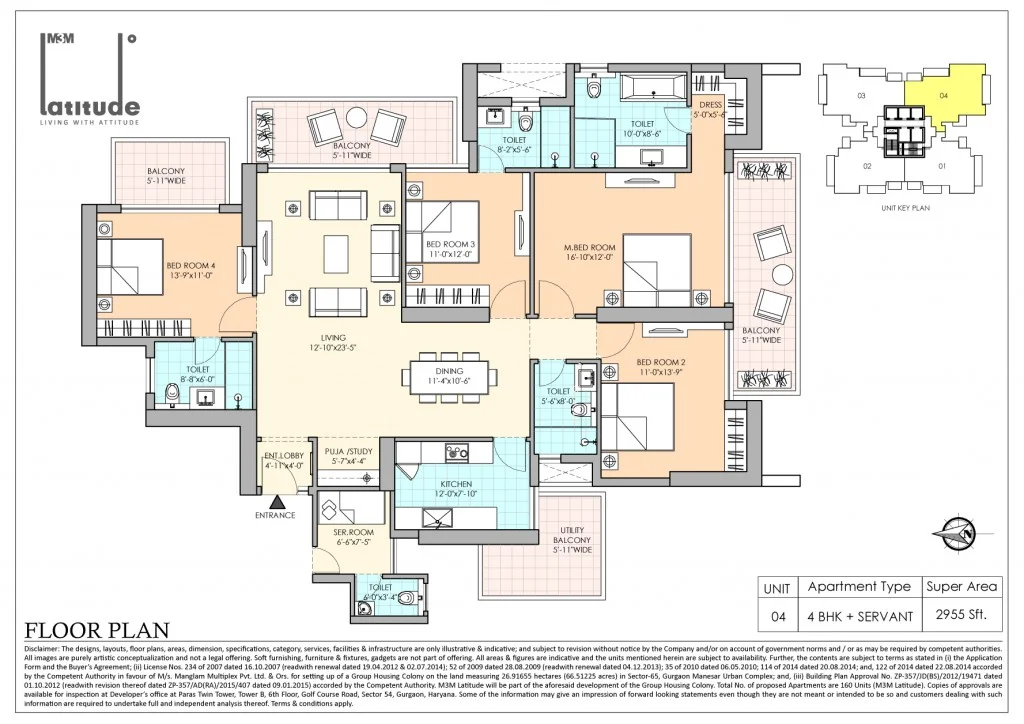 M3M
Latitude
LIVING WITH ATTITUDE
BALCONY
5'-11"WIDE
BALCONY
5'-11"WIDE
TOILET
8'-2"x5'-6"
TOILET
10'-0"x8'-6"
DRESS
5'-0"x5'-6"
03
04
02
01
UNIT KEY PLAN
BED ROOM 4
13'-9"x11'-0"
BED ROOM 3
11'-0"x12'-0"
M.BED ROOM
16'-10"x12'-0"
BALCONY
5'-11"WIDE
LIVING
12'-10"x23'-5"
TOILET
8'-8"x6'-0"
DINING
11'-4"x10'-6"
TOILET
5'-6"x8'-0"
BED ROOM 2
11'-0"x13'-9"
ENT.LOBBY
4'-11"x4'-0"
PUJA /STUDY
5'-7"x4'-4"
KITCHEN
12'-0"x7'-10"
ENTRANCE
SER.ROOM
6'-6"x7'-5"
UTILITY
BALCONY
5'-11"WIDE
TOILET
6'-0"x3'-4"
N
UNIT Apartment Type Super Area
04 4 BHK + SERVANT 2955 Sft.
FLOOR PLAN
Disclaimer: The designs, layouts, floor plans, areas, dimension, specifications, category, services, facilities & infrastructure are only illustrative & indicative; and subject to revision without notice by the Company and/or on account of government norms and / or as may be required by competent authorities.
All images are purely artistic conceptualization and not a legal offering. Soft furnishing, furniture & fixtures, gadgets are not part of offering. All areas & figures are indicative and the units mentioned herein are subject to availability. Further, the contents are subject to terms as stated in (i) the Application
Form and the Buyer's Agreement; (ii) License Nos. 234 of 2007 dated 16.10.2007 (readwith renewal dated 19.04.2012 & 02.07.2014); 52 of 2009 dated 28.08.2009 (readwith renewal dated 04.12.2013); 35 of 2010 dated 06.05.2010; 11 of 2014 dated 20.08.2014; and, 122 of 2014 dated 22.08.2014 accorded
by the Competent Authority in favour of M/s. Manglam Multiplex Pvt. Ltd. & Ors. for setting up of a Group Housing Colony on the land measuring 26.91655 hectares (66.51225 acres) in Sector-65, Gurgaon Manesar Urban Complex; and, (iii) Building Plan Approval No. ZP-357/JD(BS)/2012/19471 dated
01.10.2012 (readwith revision thereof dated ZP-357/AD(RA)/2015/407 dated 09.01.2015) accorded by the Competent Authority. M3M Latitude will be part of the aforesaid development of the Group Housing Colony. Total No. of proposed Apartments are 160 Units (M3M Latitude). Copies of approvals are
available for inspection at Developer's office at Paras Twin Tower, Tower B, 6th Floor, Golf Course Road, Sector 54, Gurgaon, Haryana. Some of information may give an impression of forward looking statements even though they are not meant or intended to be so and customers dealing with such
information are required to undertake full and independent analysis thereof. Terms & conditions apply.